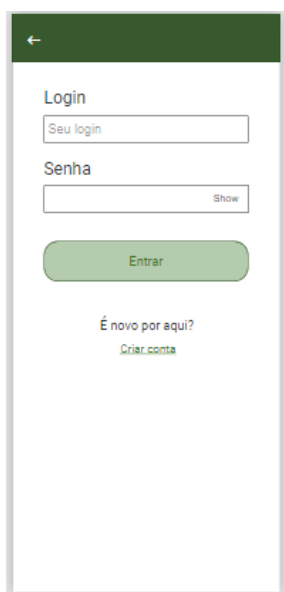 Login
Seu login
Senha
Show
Entrar
É novo por aqui?
Criar conta